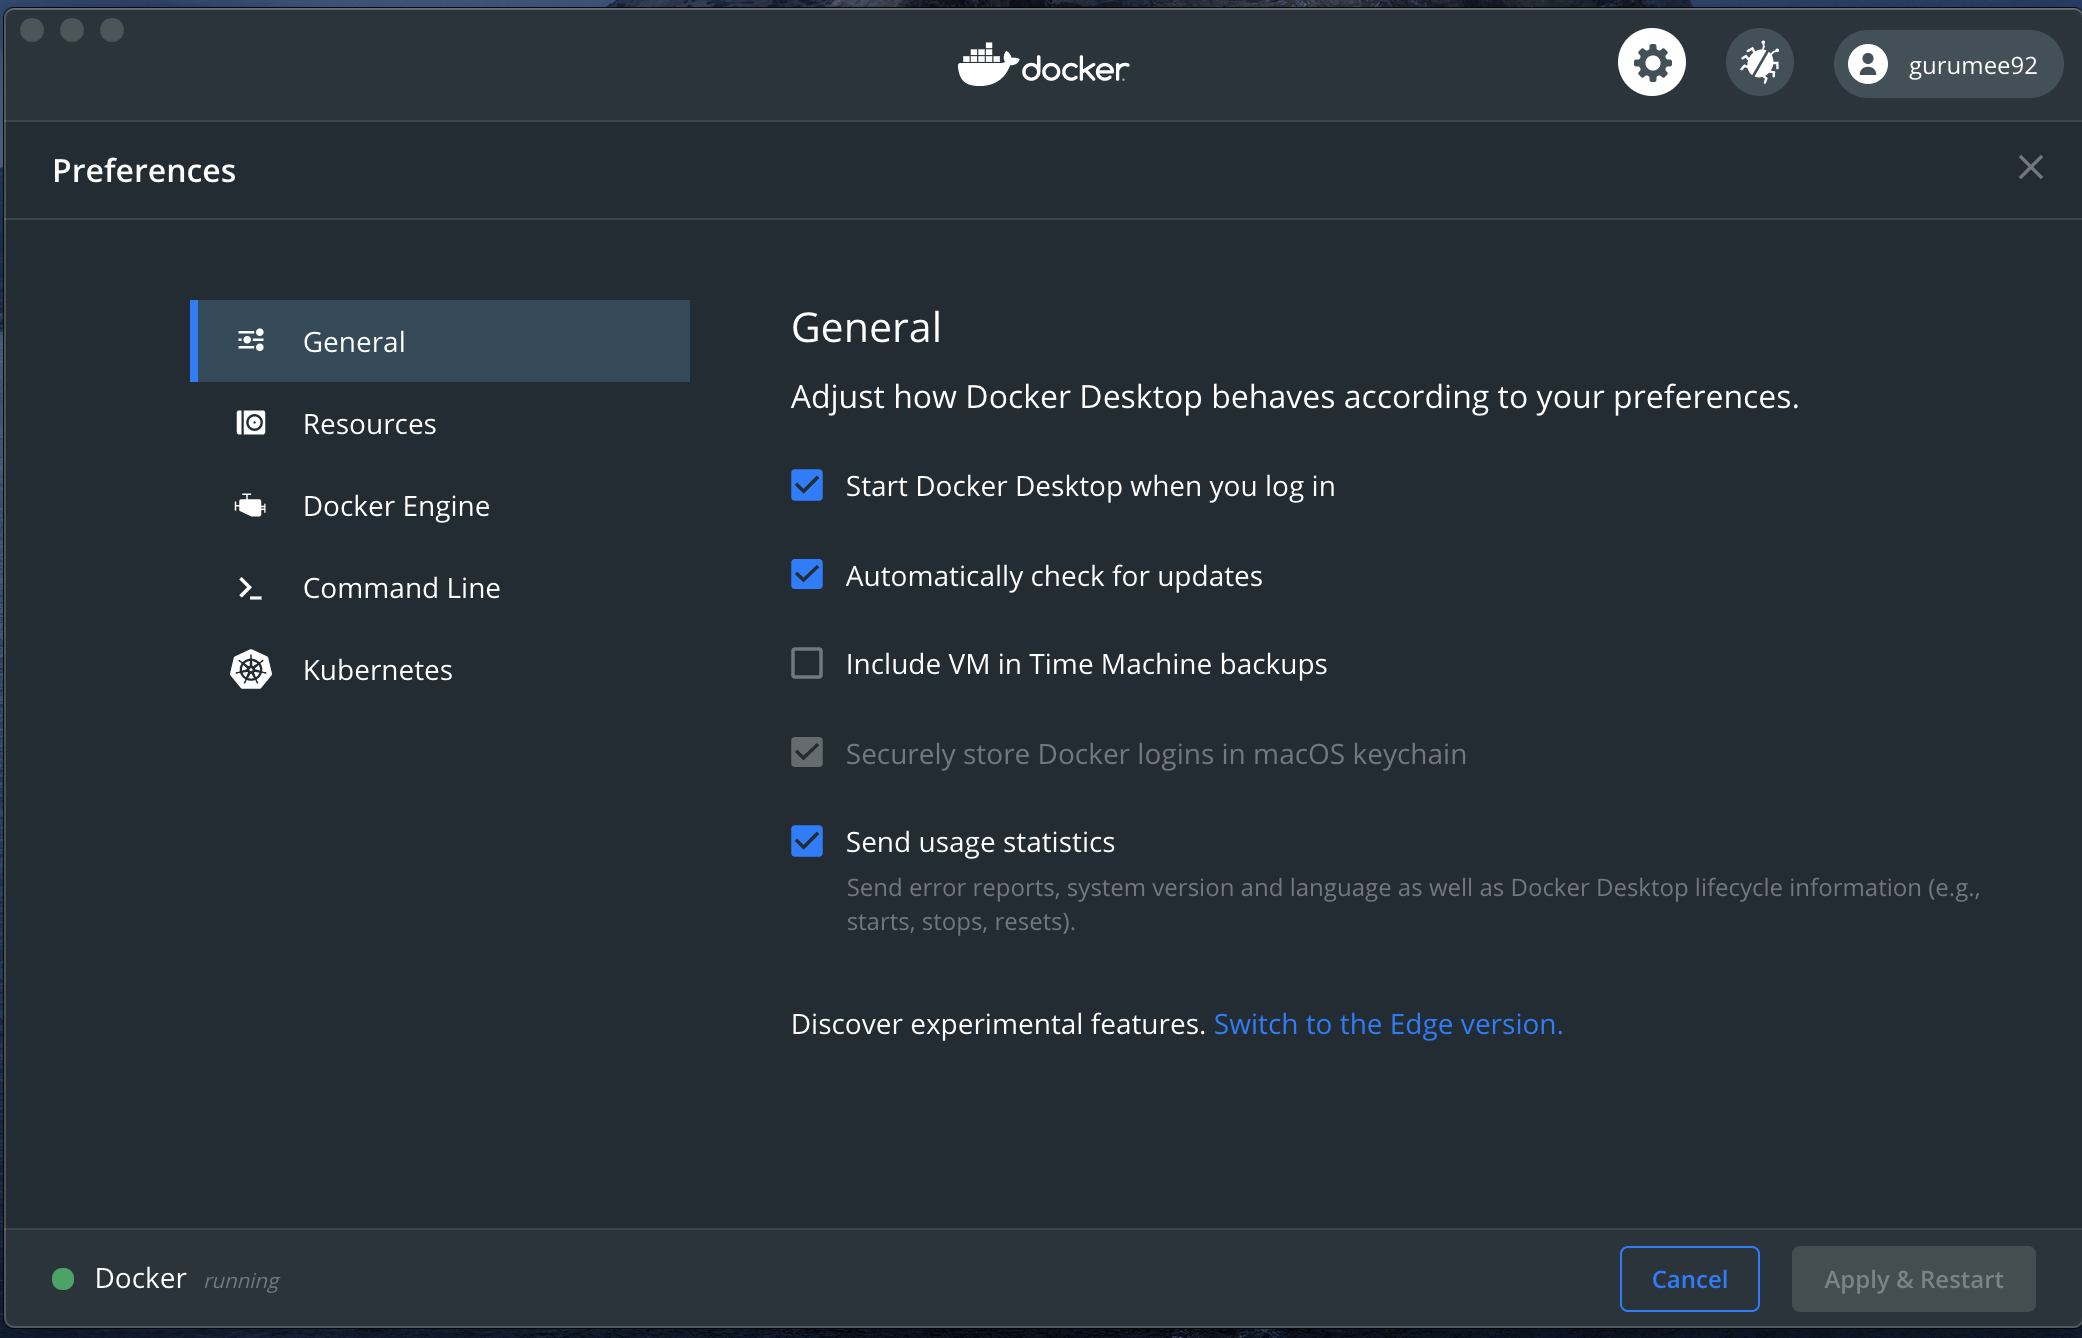 docker
gurumee92
Preferences
General
Resources
Docker Engine
Command Line
Kubernetes
General
Adjust how Docker Desktop behaves according to your preferences.
Start Docker Desktop when you log in
Automatically check for updates
Include VM in Time Machine backups
Securely store Docker logins in macOS keychain
Send usage statistics
Send error reports, system version and language as well as Docker Desktop lifecycle information (e.g.,
starts, stops, resets).
Discover experimental features. Switch to the Edge version.
Docker running
Cancel
Apply & Restart